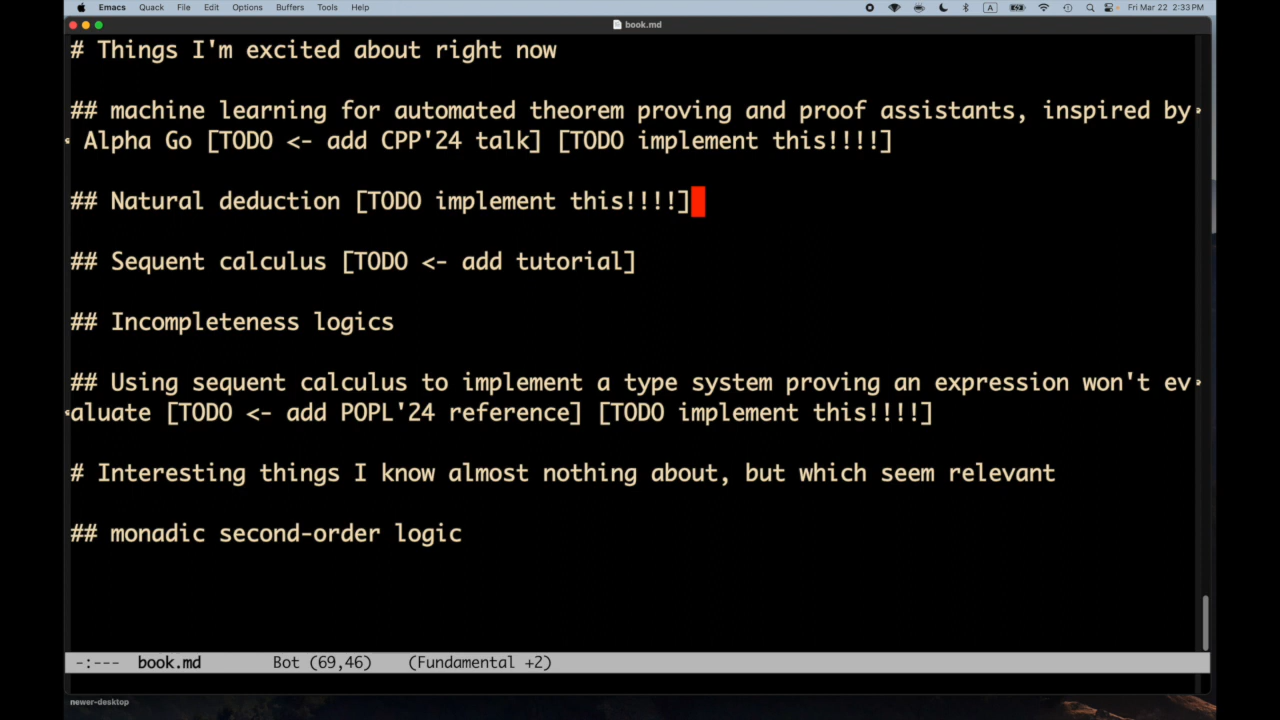 Emacs Quack File Edit Options Buffers Tools Help A Fri Mar 22 2:33 PM
book.md
# Things I'm excited about right now
## machine learning for automated theorem proving and proof assistants, inspired by
Alpha Go [TODO <- add CPP'24 talk] [TODO implement this!!!!]
## Natural deduction [TODO implement this!!!!]
## Sequent calculus [TODO <- add tutorial]
## Incompleteness logics
## Using sequent calculus to implement a type system proving an expression won't ev
aluate [TODO <- add POPL'24 reference] [TODO implement this!!!!]
# Interesting things I know almost nothing about, but which seem relevant
## monadic second-order logic
-:--- book.md Bot (69,46) (Fundamental +2)
newer-desktop